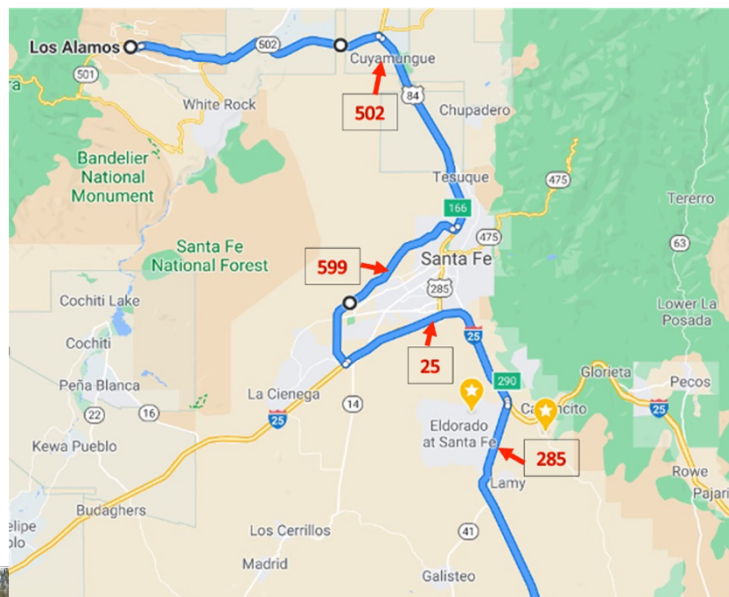 Los Alamos
502
Cuyamungue
501
White Rock
502
84
Chupadero
Bandelier
National
Monument
Tesuque
475
Tererro
166
475
63
Santa Fe
National Forest
599
Santa Fe
285
Cochiti Lake
Lower La
Posada
Cochiti
25
25
290
Glorieta
Peña Blanca
La Cienega
Pecos
22
16
14
25
25
Eldorado
at Santa Fe
Kewa Pueblo
285
Rowe
Lamy
Pajari
Budaghers
elipe
Los Cerrillos
41
Madrid
Galisteo